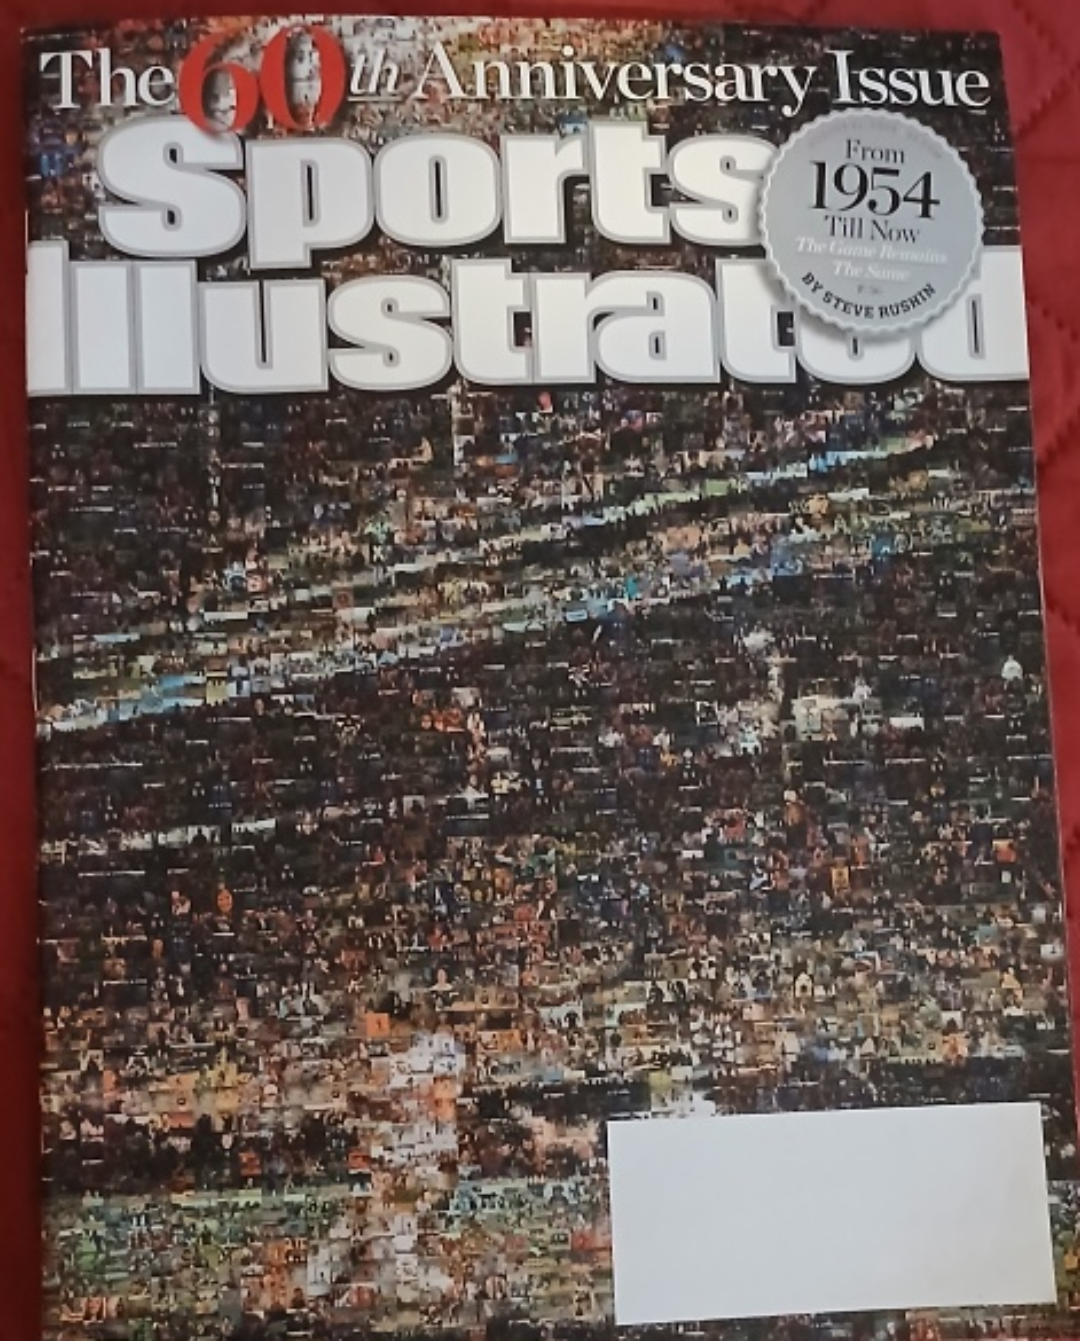 The 60th Anniversary Issue
Sports
Illustrated
From
1954
Till Now
The Game Remains
The Same
BY STEVE RUSHIN